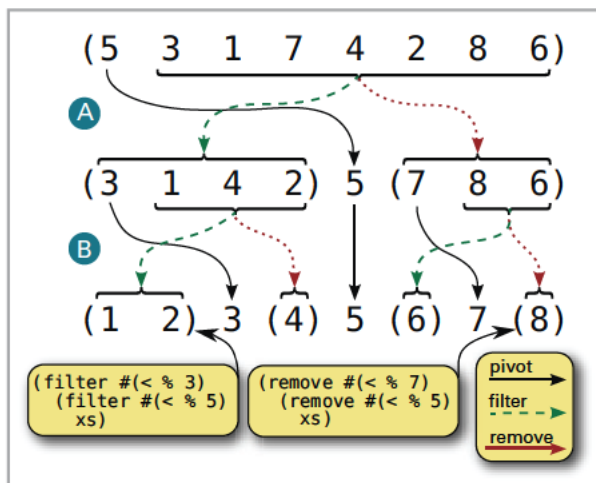 (5 3 1 7 4 2 8 6)
A
(3 1 4 2) 5 (7 8 6)
B
(1 2) 3 (4) 5 (6) 7 (8)
(filter #(< % 3)
(filter #(< % 5)
xs)
(remove #(< % 7)
(remove #(< % 5)
xs)
pivot
filter
remove